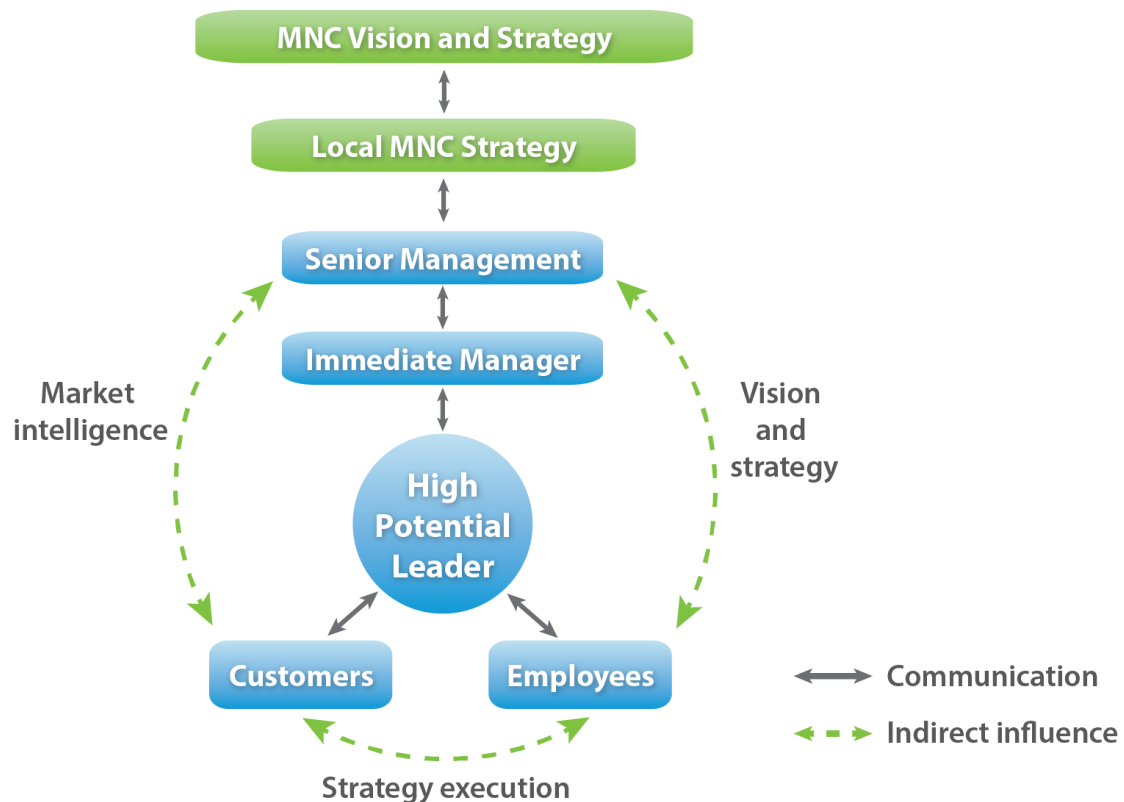 MNC Vision and Strategy
Local MNC Strategy
Senior Management
Immediate Manager
Market
intelligence
Vision
and
strategy
High
Potential
Leader
Customers
Employees
Communication
Indirect influence
Strategy execution